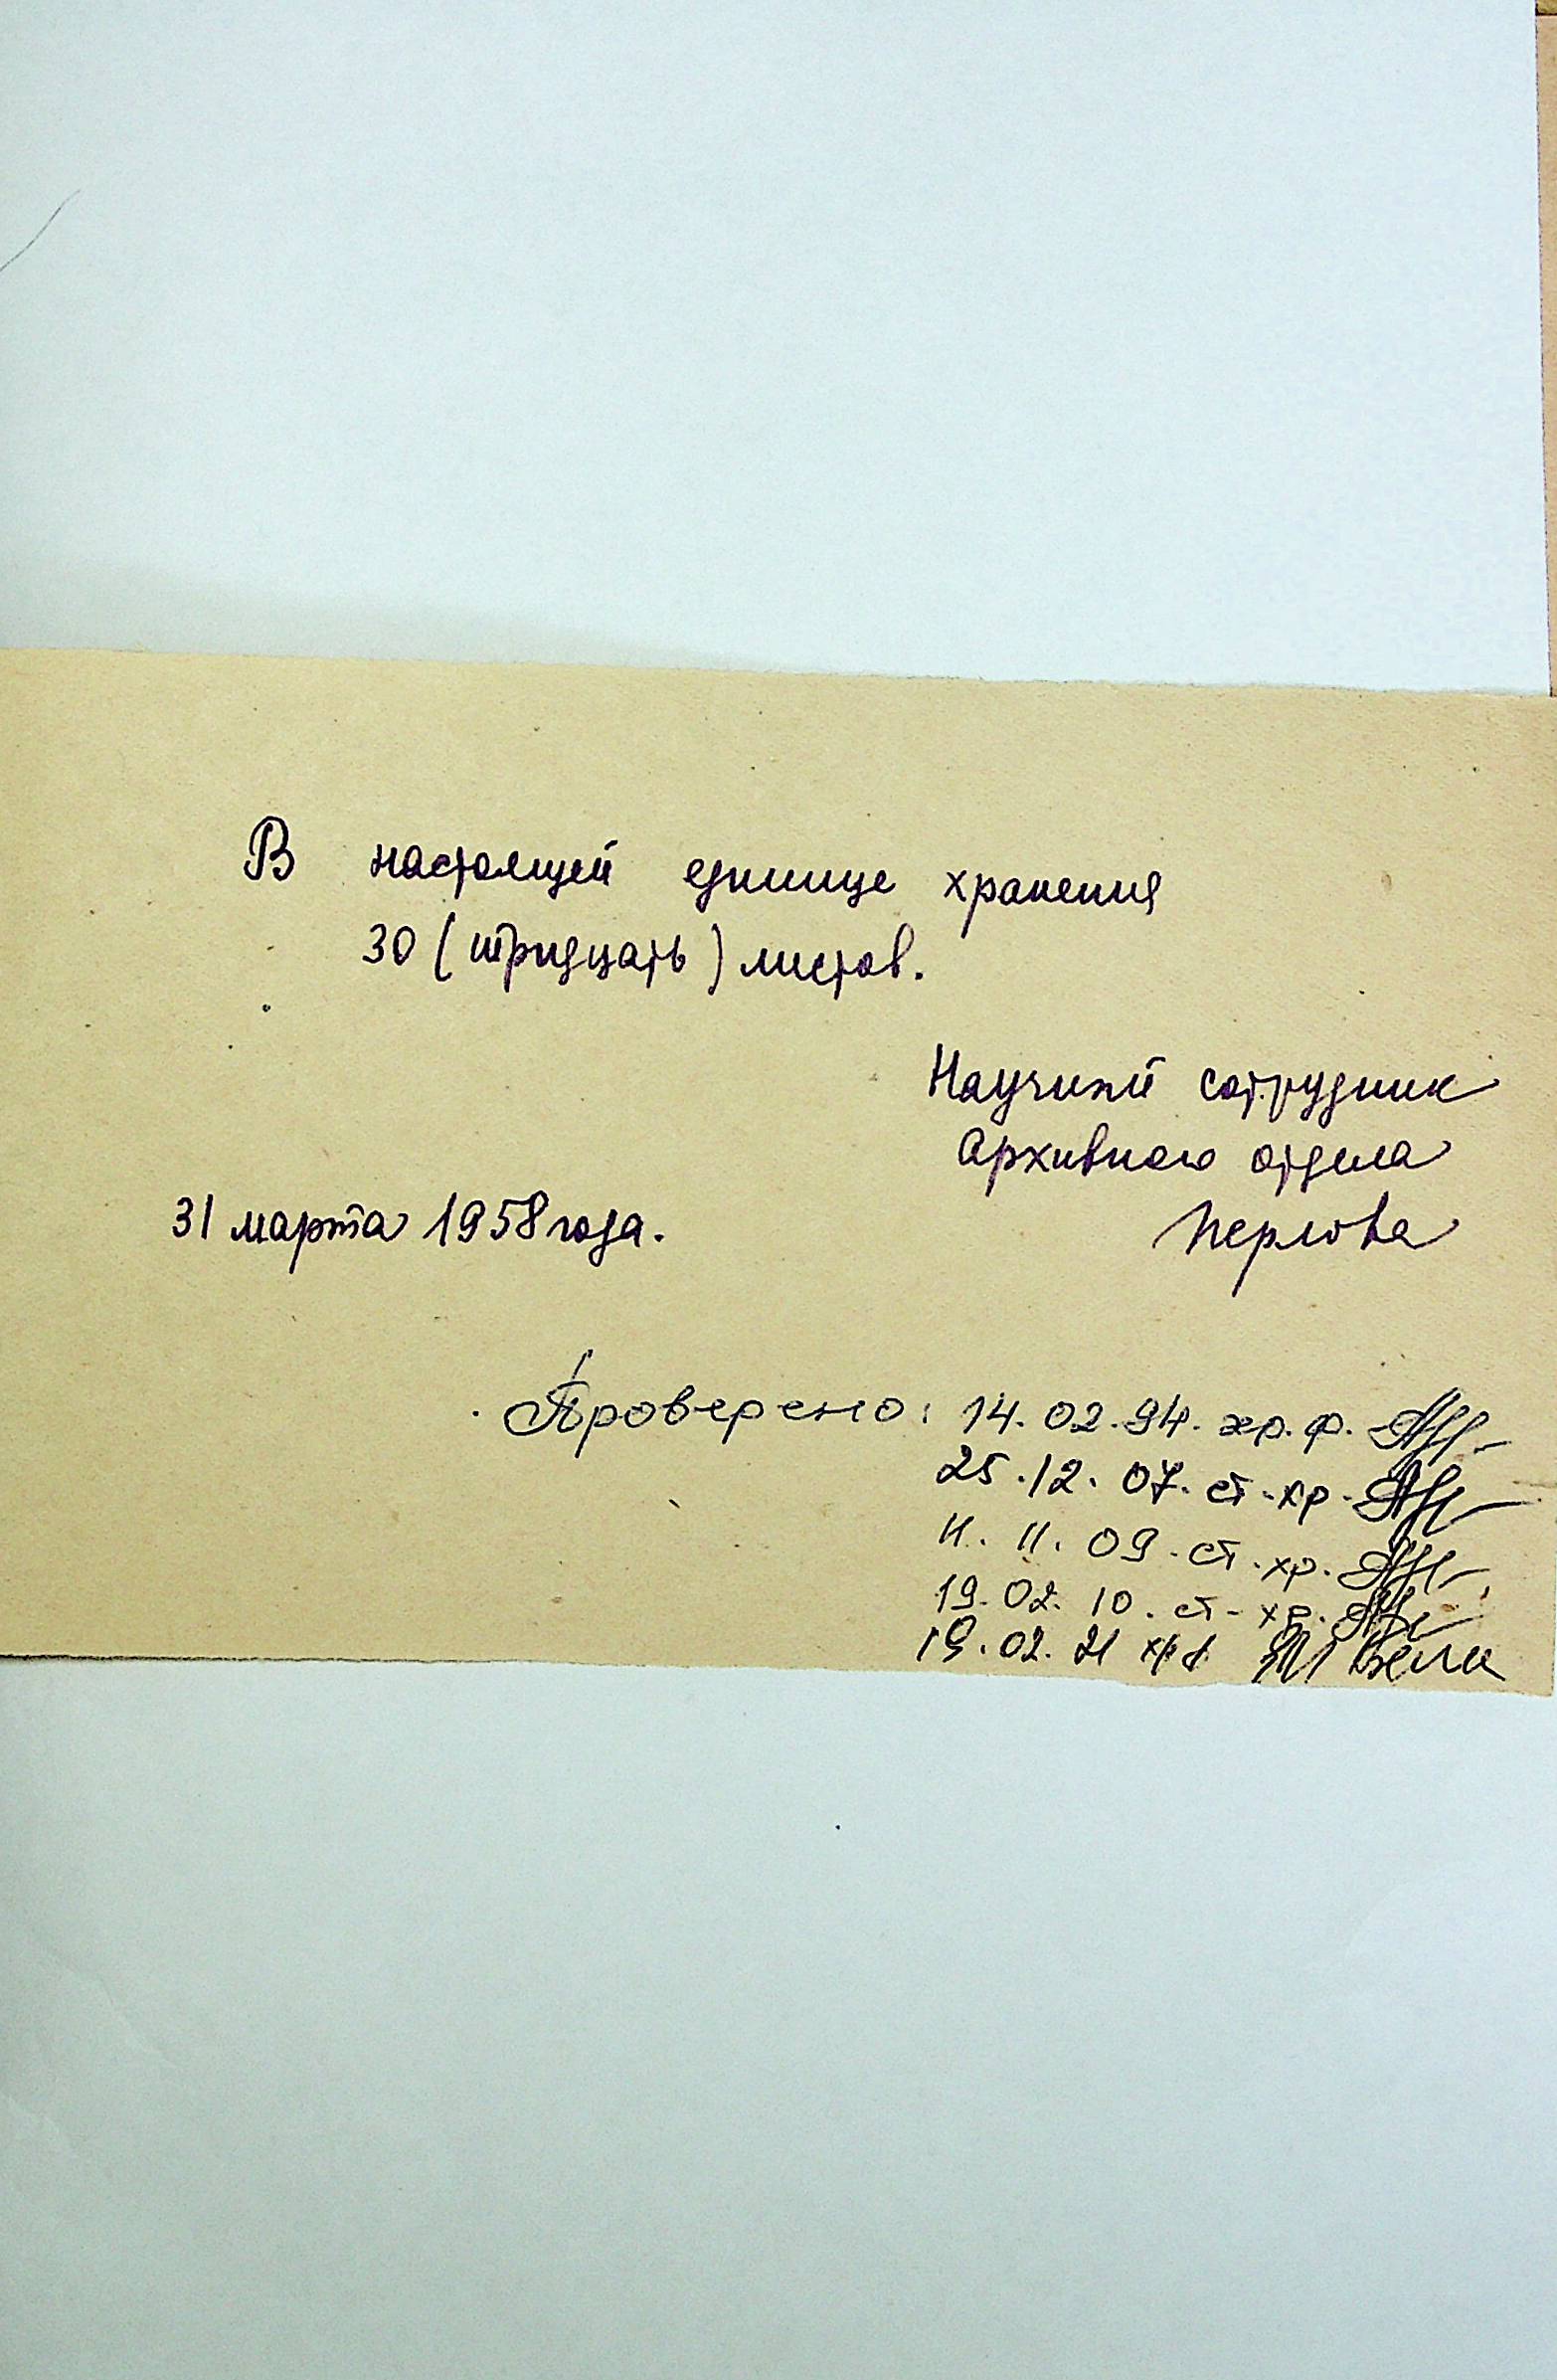 В настоящей единице хранения
30 (тридцать) листов.
Научный сотрудник
Архивного отдела
31 марта 1958 года.
Перлова
Проверено: 14.02.94. хр. ф.
25.12.07. ст. хр.
11. 11. 09. ст. хр.
19. 02. 10. ст. хр.
19. 02. 21